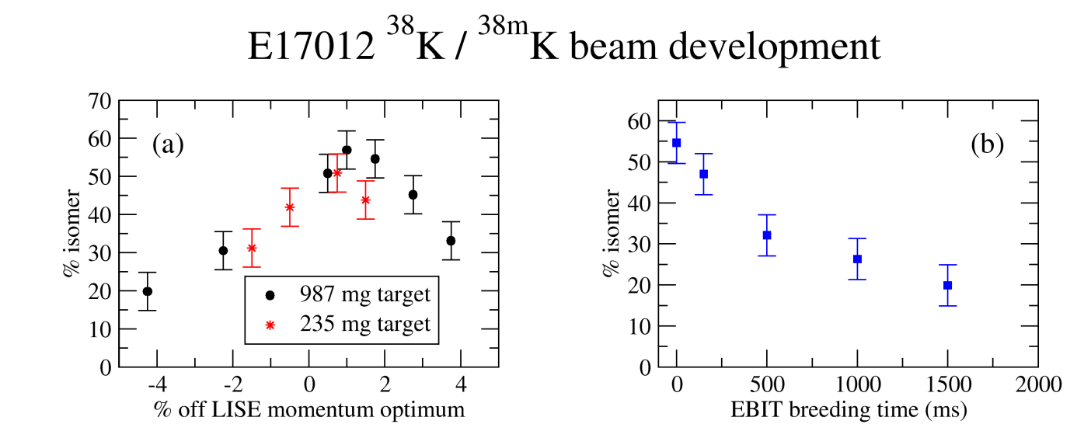 E17012 ³⁸K / ³⁸ᵐK beam development
(a)
% isomer
70
60
50
40
30
20
10
0
987 mg target
235 mg target
-4 -2 0 2 4
% off LISE momentum optimum
(b)
% isomer
60
50
40
30
20
10
0
0 500 1000 1500 2000
EBIT breeding time (ms)